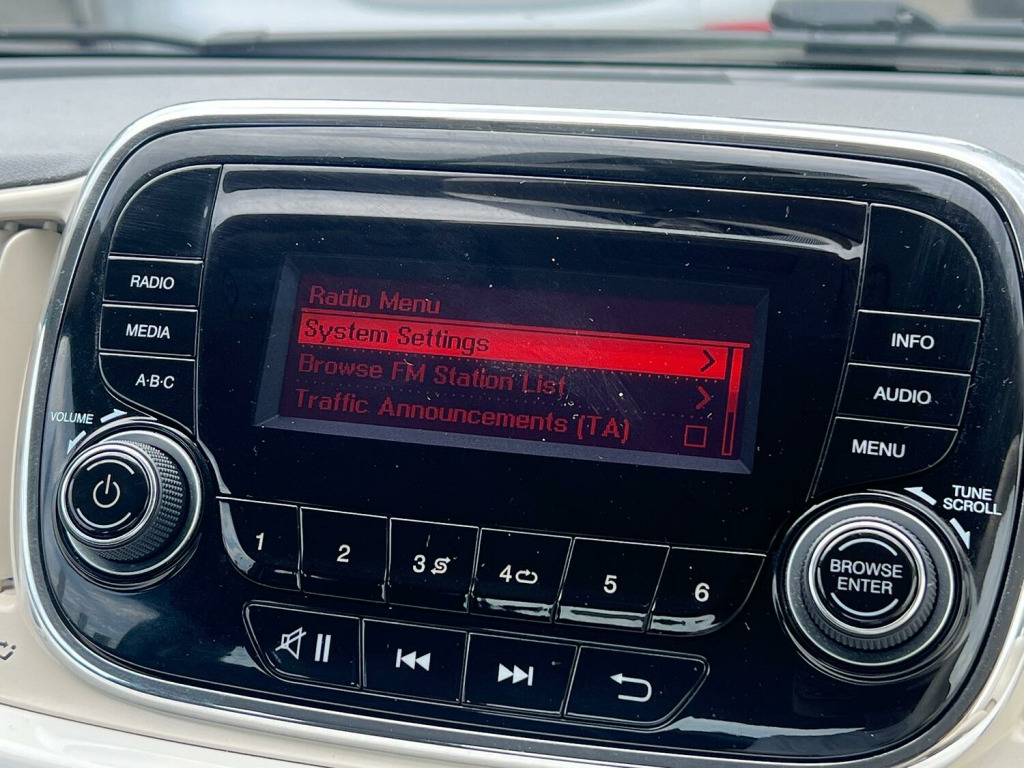 RADIO
MEDIA
A·B·C
VOLUME
Radio Menu
System Settings
Browse FM Station List
Traffic Announcements (TA)
INFO
AUDIO
MENU
TUNE
SCROLL
BROWSE
ENTER
1
2
3
4
5
6